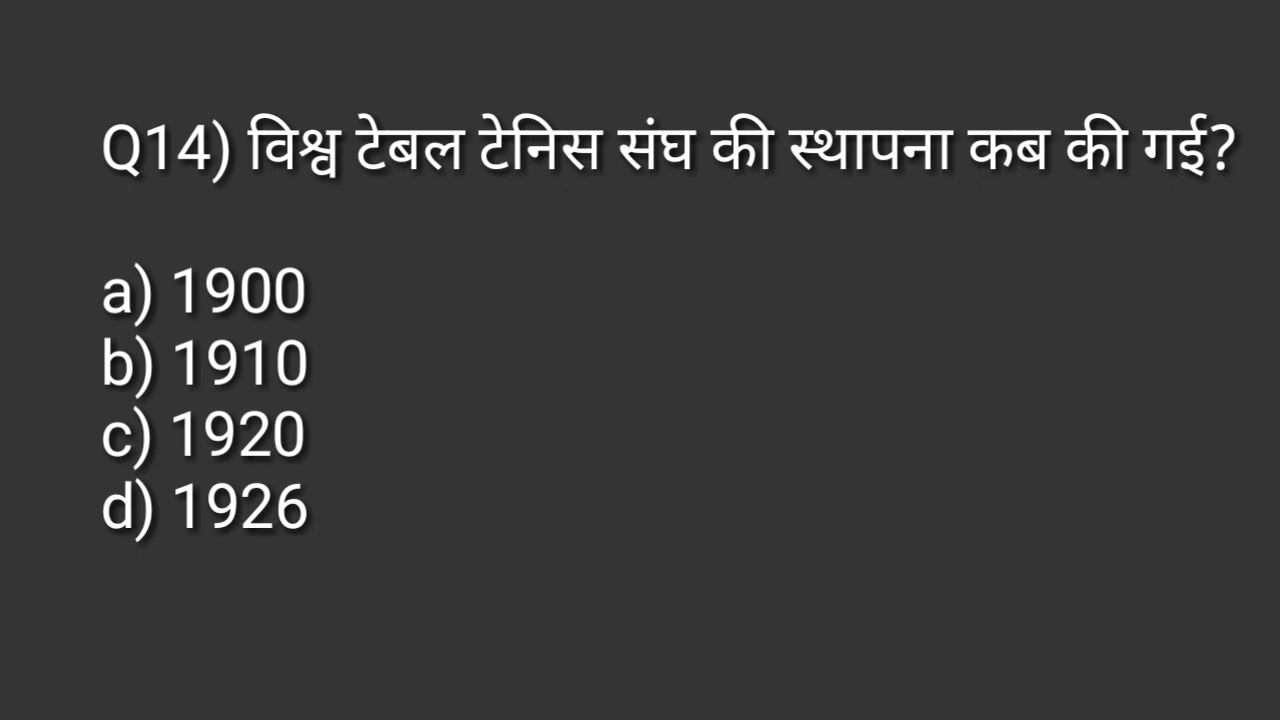 Q14) विश्व टेबल टेनिस संघ की स्थापना कब की गई?
a) 1900
b) 1910
c) 1920
d) 1926